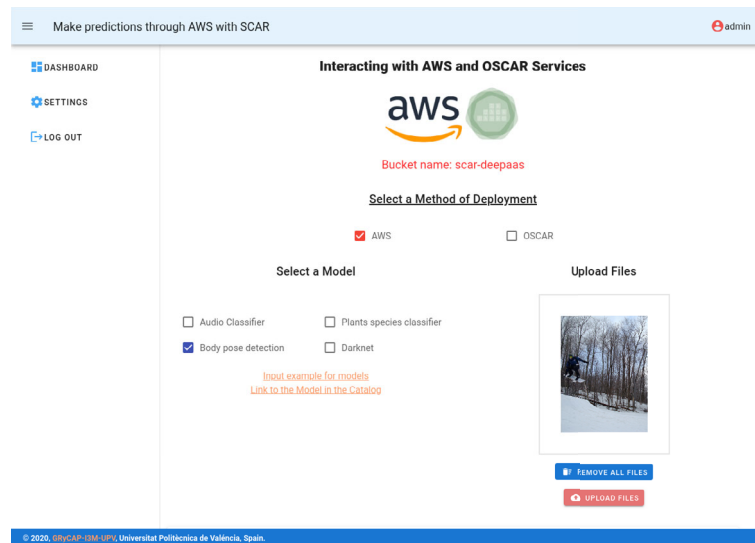 Make predictions through AWS with SCAR
admin
DASHBOARD
SETTINGS
LOG OUT
Interacting with AWS and OSCAR Services
aws
Bucket name: scar-deepaas
Select a Method of Deployment
AWS
OSCAR
Select a Model
Upload Files
Audio Classifier
Plants species classifier
Body pose detection
Darknet
Input example for models
Link to the Model in the Catalog
REMOVE ALL FILES
UPLOAD FILES
© 2020, GRyCAP-I3M-UPV, Universitat Politècnica de València, Spain.